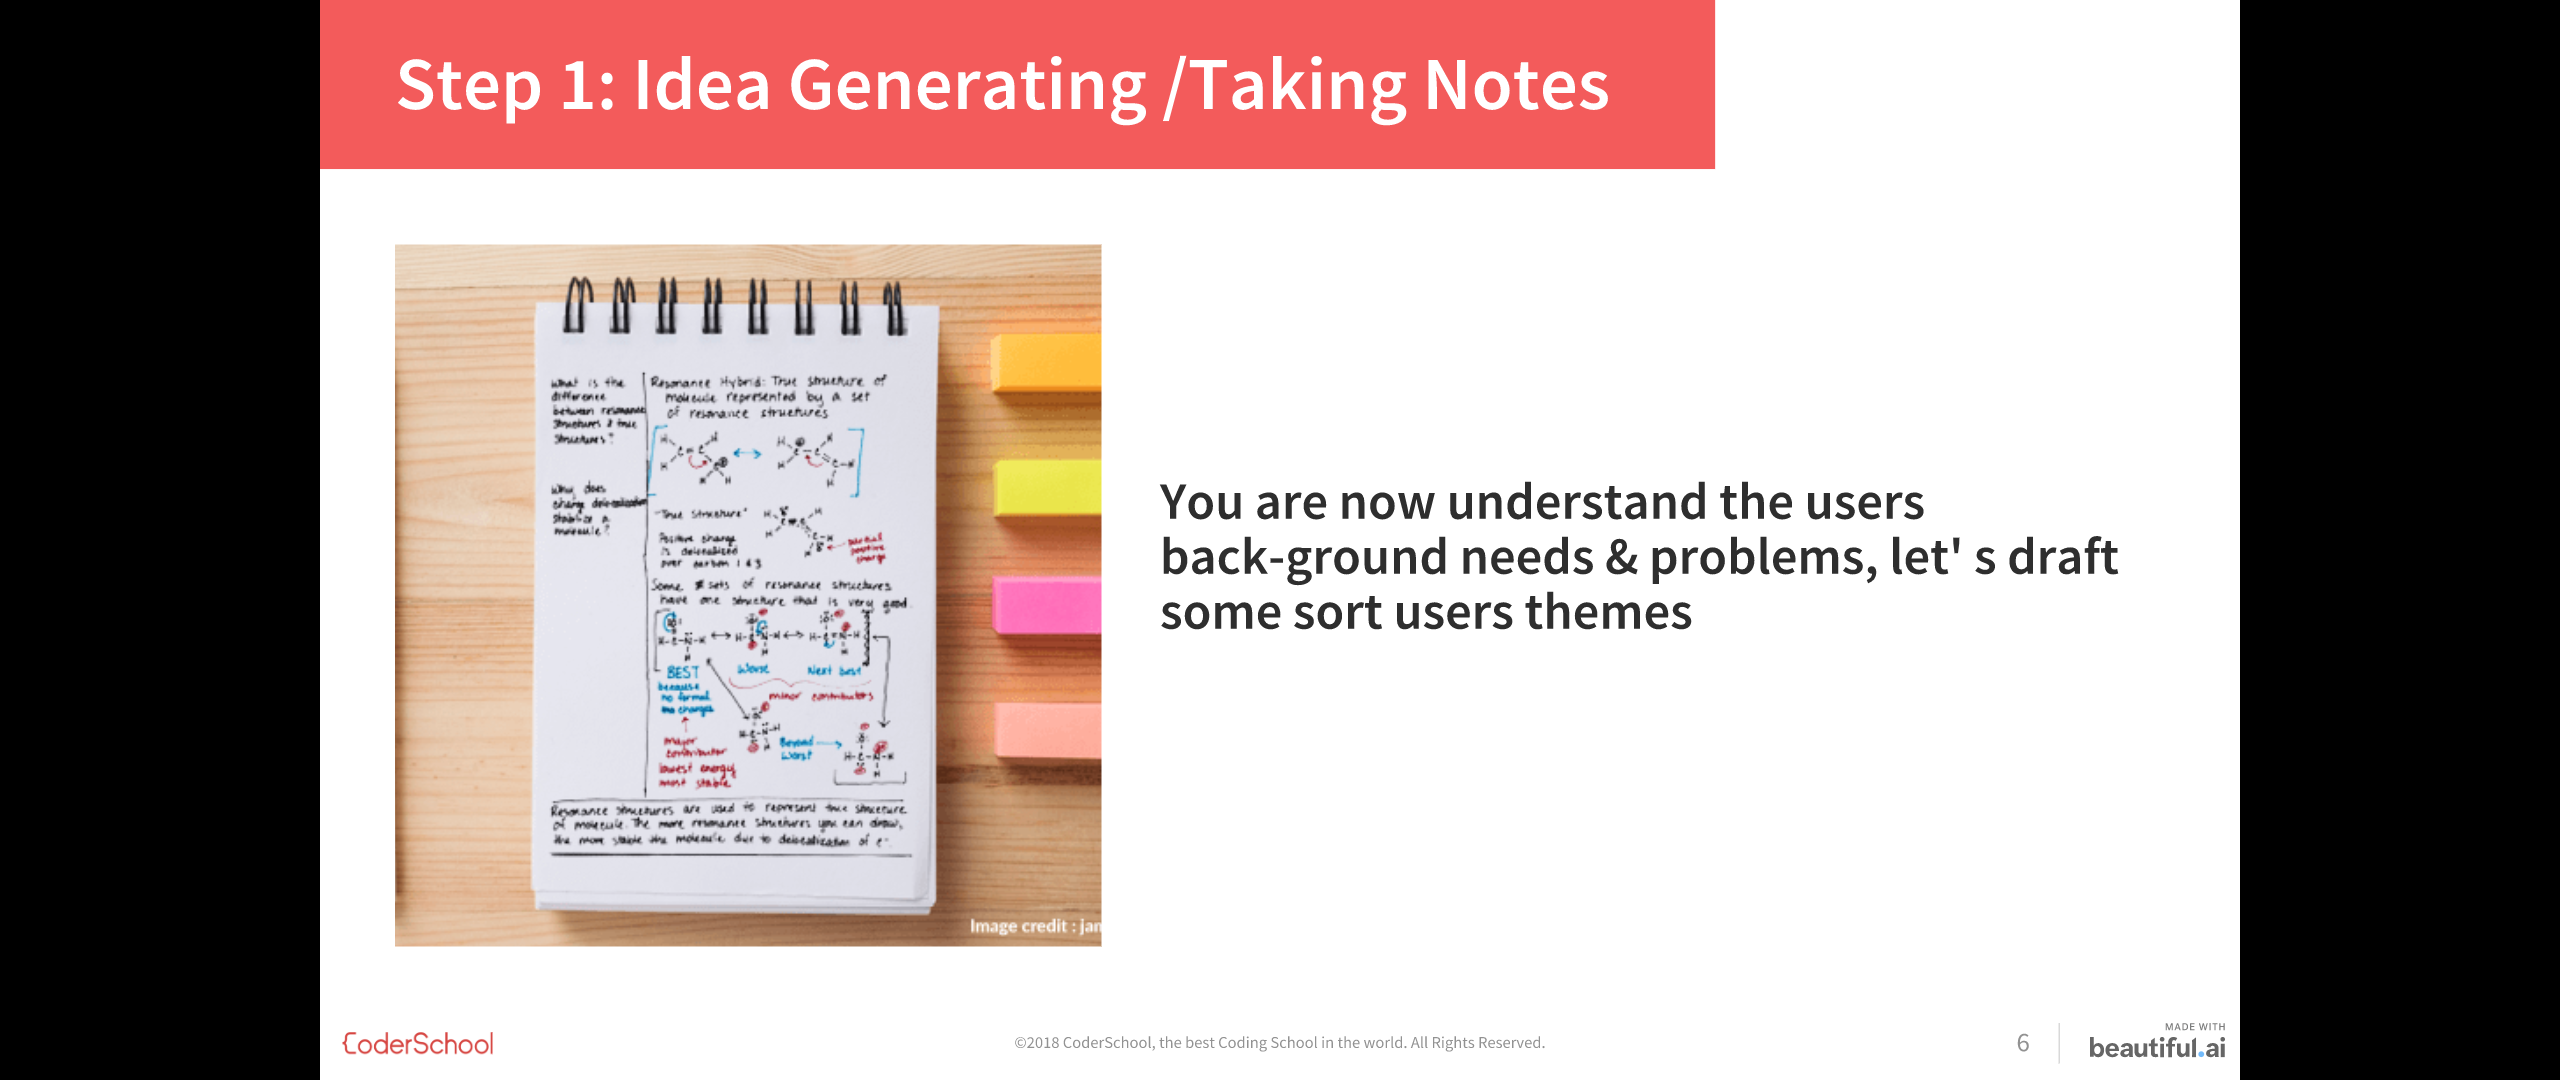 Step 1: Idea Generating /Taking Notes
What is the
difference
between resonance
structures & true
structures?
Why does
charge delocalization
stabilize a
molecule?
Resonance Hybrid: True structure of
molecule represented by a set
of resonance structures
"True Structure"
Positive charge
is delocalized
over carbon 1 & 3
partial
positive
charge
Some sets of resonance structures
have one structure that is very good.
BEST
because
no formal
charges
Worse
Next best
minor contributors
major
contributor
lowest energy
most stable
Beyond
Worst
Resonance structures are used to represent true structure
of molecule. The more resonance structures you can draw,
the more stable the molecule due to delocalization of e-.
Image credit : jan
You are now understand the users
back-ground needs & problems, let' s draft
some sort users themes
CoderSchool
©2018 CoderSchool, the best Coding School in the world. All Rights Reserved.
6
MADE WITH
beautiful.ai